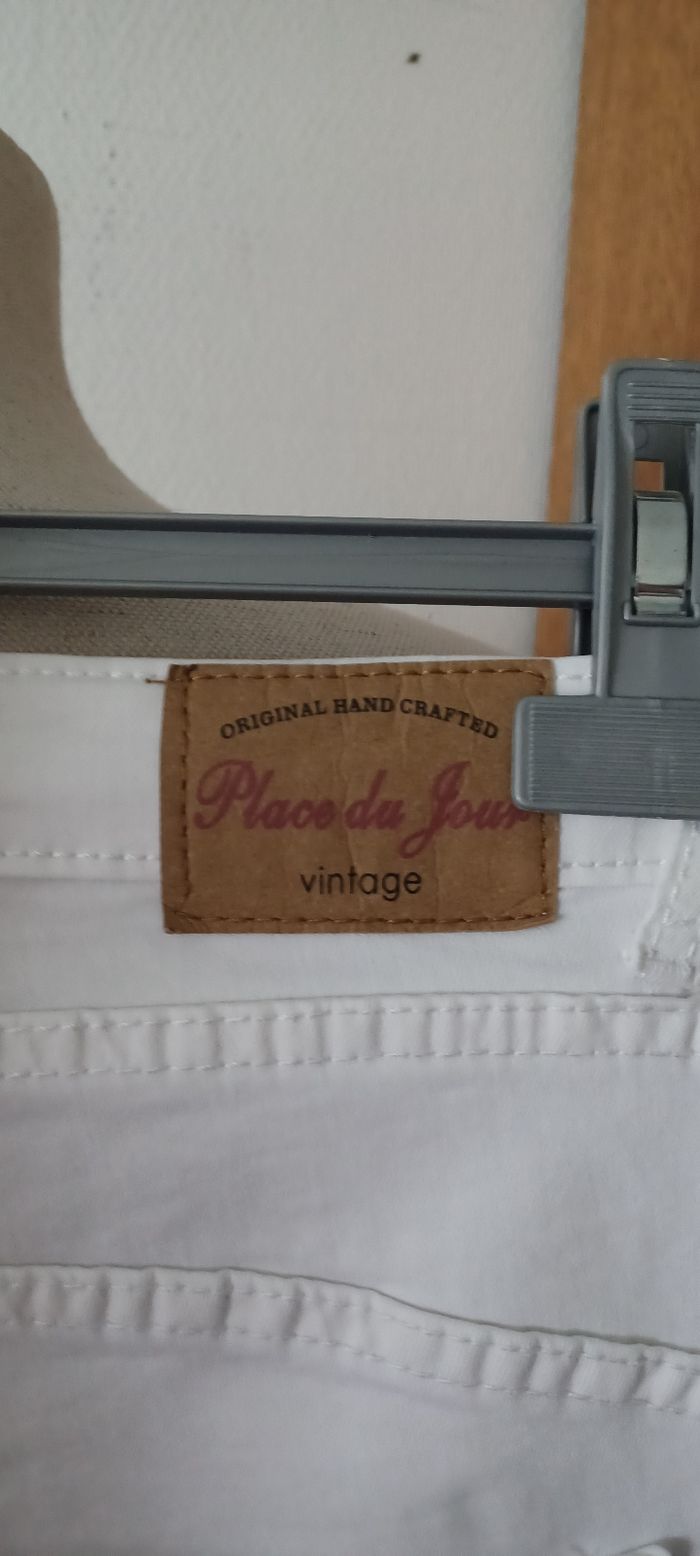 ORIGINAL HAND CRAFTED
Place du Jour
vintage